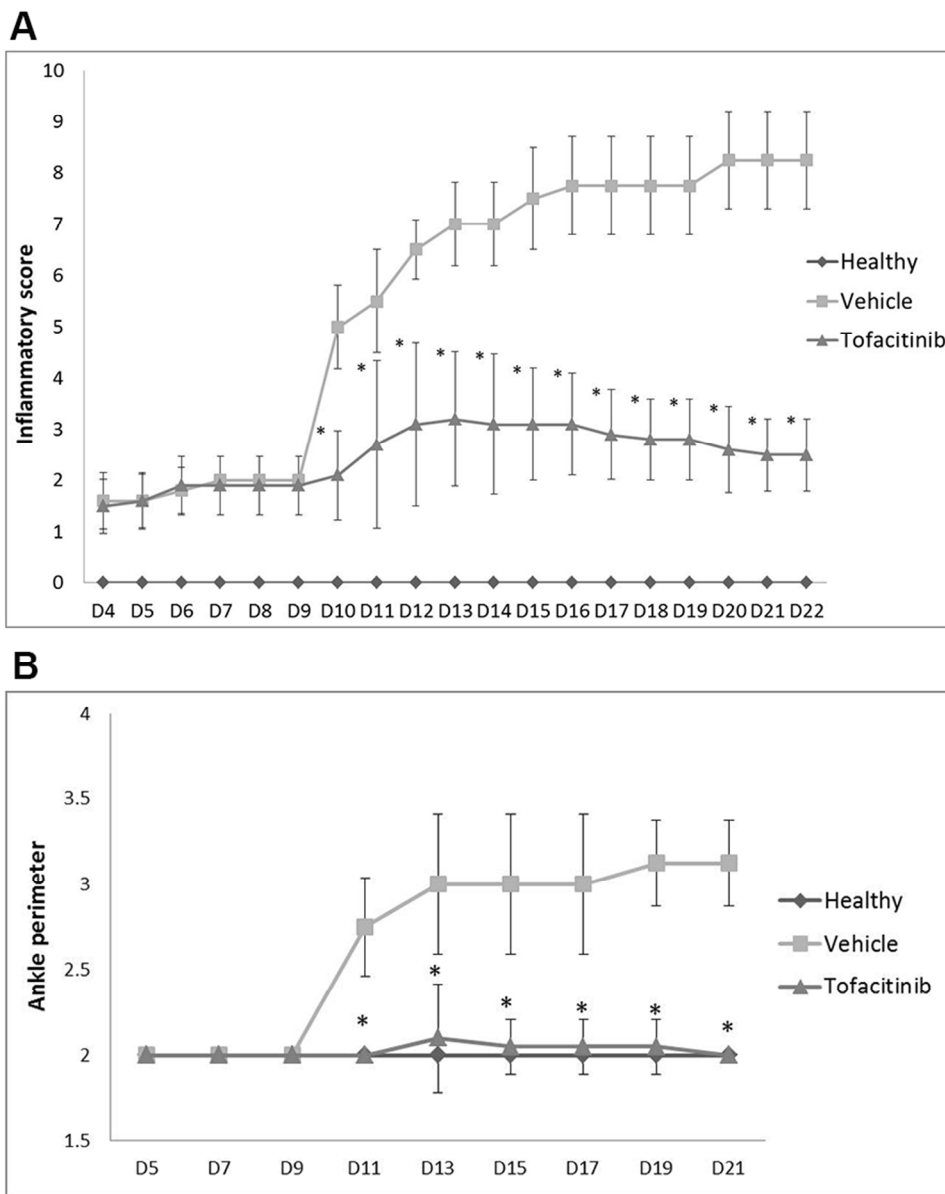 A
Inflammatory score
10
9
8
7
6
5
4
3
2
1
0
* * * * * * * * * * * * *
D4 D5 D6 D7 D8 D9 D10 D11 D12 D13 D14 D15 D16 D17 D18 D19 D20 D21 D22
Healthy
Vehicle
Tofacitinib
B
Ankle perimeter
4
3.5
3
2.5
2
1.5
* * * * * *
D5 D7 D9 D11 D13 D15 D17 D19 D21
Healthy
Vehicle
Tofacitinib